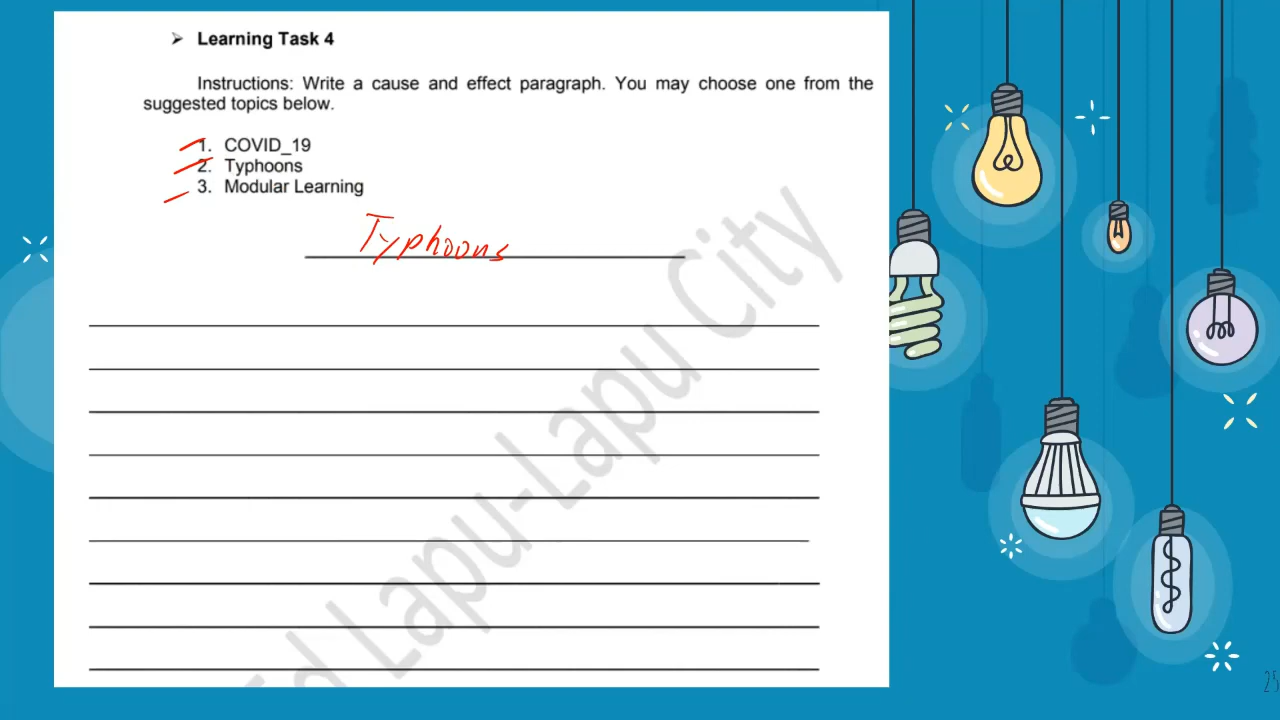 ➢ Learning Task 4
Instructions: Write a cause and effect paragraph. You may choose one from the
suggested topics below.
1. COVID_19
2. Typhoons
3. Modular Learning
Typhoons
Ed Lapu-Lapu City